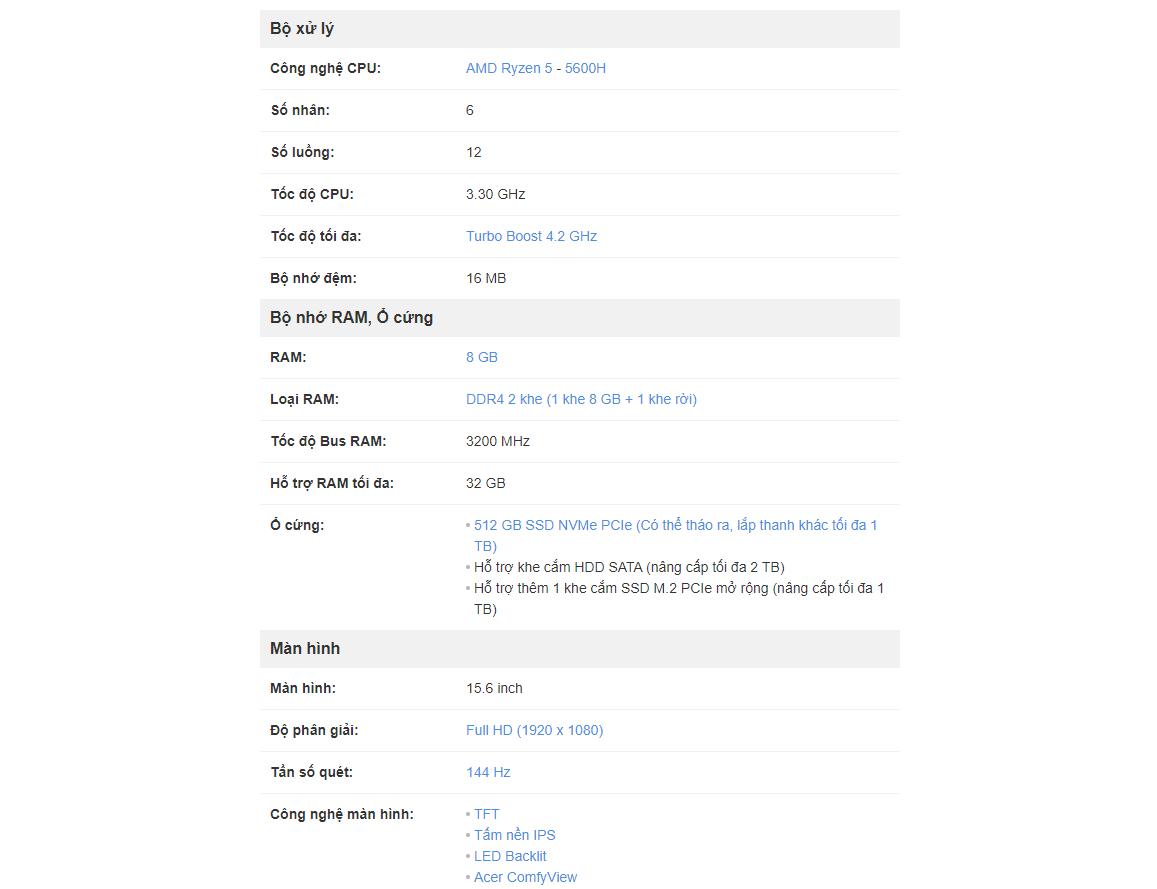 Bộ xử lý
Công nghệ CPU: AMD Ryzen 5 - 5600H
Số nhân: 6
Số luồng: 12
Tốc độ CPU: 3.30 GHz
Tốc độ tối đa: Turbo Boost 4.2 GHz
Bộ nhớ đệm: 16 MB
Bộ nhớ RAM, Ổ cứng
RAM: 8 GB
Loại RAM: DDR4 2 khe (1 khe 8 GB + 1 khe rời)
Tốc độ Bus RAM: 3200 MHz
Hỗ trợ RAM tối đa: 32 GB
Ổ cứng: • 512 GB SSD NVMe PCIe (Có thể tháo ra, lắp thanh khác tối đa 1
TB)
• Hỗ trợ khe cắm HDD SATA (nâng cấp tối đa 2 TB)
• Hỗ trợ thêm 1 khe cắm SSD M.2 PCIe mở rộng (nâng cấp tối đa 1
TB)
Màn hình
Màn hình: 15.6 inch
Độ phân giải: Full HD (1920 x 1080)
Tần số quét: 144 Hz
Công nghệ màn hình: • TFT
• Tấm nền IPS
• LED Backlit
• Acer ComfyView